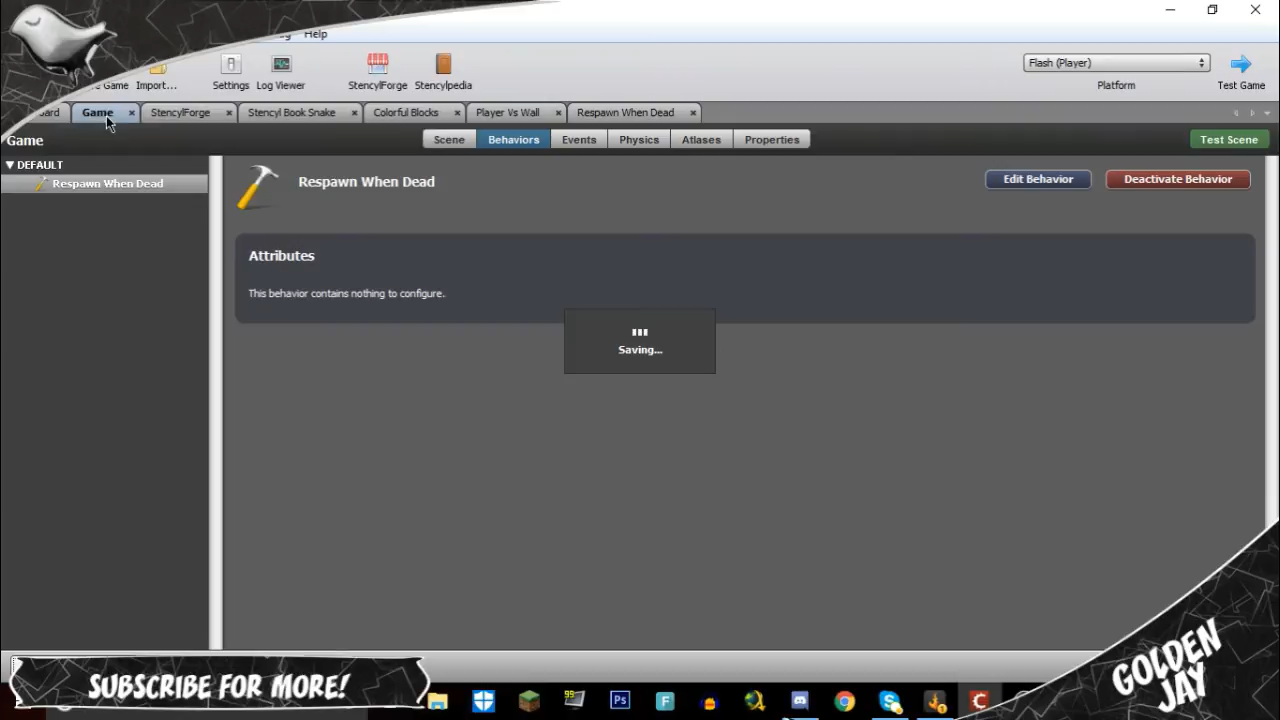 Help
Game
Import...
Settings
Log Viewer
StencylForge
Stencylpedia
Flash (Player)
Platform
Test Game
Game
StencylForge
Stencyl Book Snake
Colorful Blocks
Player Vs Wall
Respawn When Dead
Game
Scene
Behaviors
Events
Physics
Atlases
Properties
Test Scene
DEFAULT
Respawn When Dead
Respawn When Dead
Edit Behavior
Deactivate Behavior
Attributes
This behavior contains nothing to configure.
Saving...
SUBSCRIBE FOR MORE!
99
Ps
F
GOLDEN
JAY